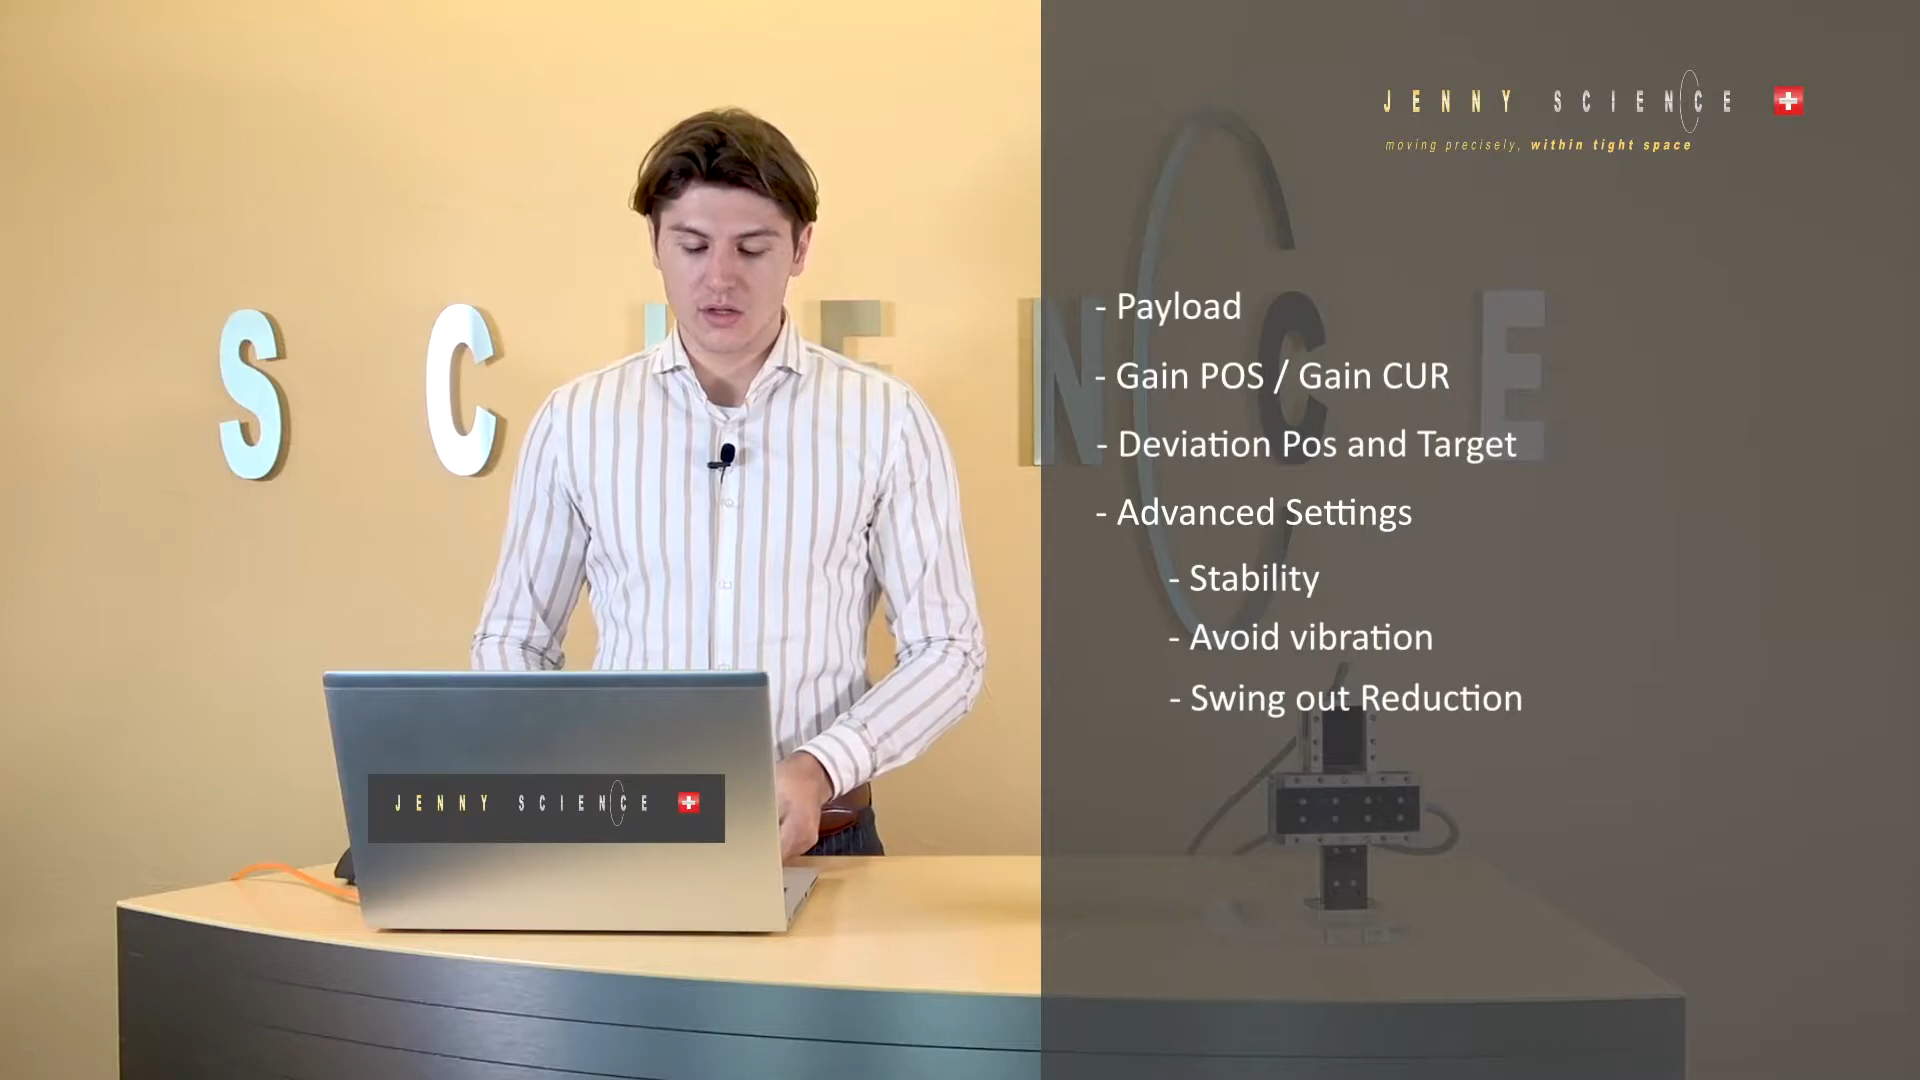 JENNY SCIENCE
moving precisely, within tight space
S C I E N C E
- Payload
- Gain POS / Gain CUR
- Deviation Pos and Target
- Advanced Settings
- Stability
- Avoid vibration
- Swing out Reduction
JENNY SCIENCE